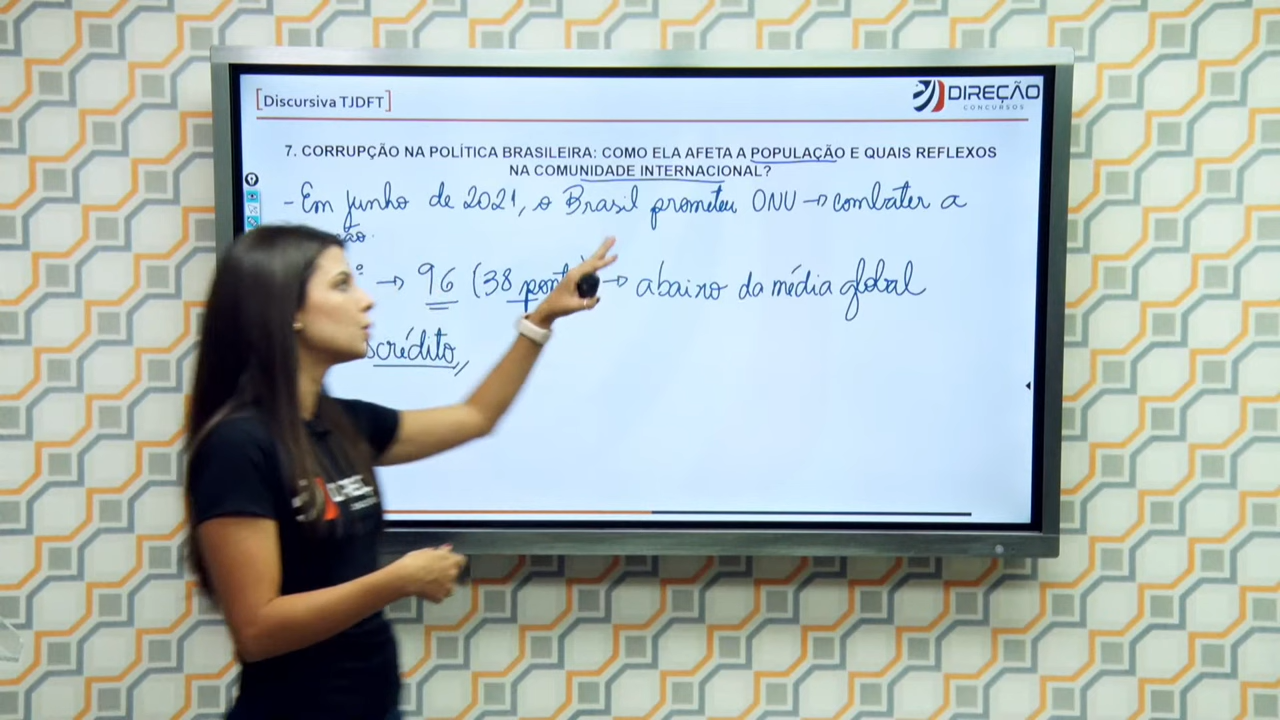 [Discursiva TJDFT]
DIREÇÃO
CONCURSOS
7. CORRUPÇÃO NA POLÍTICA BRASILEIRA: COMO ELA AFETA A POPULAÇÃO E QUAIS REFLEXOS
NA COMUNIDADE INTERNACIONAL?
- Em junho de 2021, o Brasil prometeu ONU → combater a
→ 96 (38 → abaixo da média global